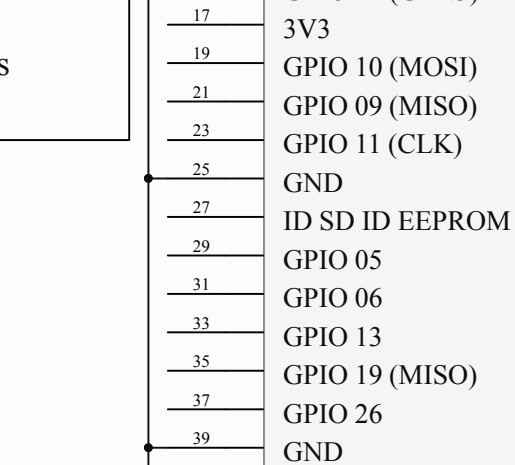 17 3V3
S
19 GPIO 10 (MOSI)
21 GPIO 09 (MISO)
23 GPIO 11 (CLK)
25 GND
27 ID SD ID EEPROM
29 GPIO 05
31 GPIO 06
33 GPIO 13
35 GPIO 19 (MISO)
37 GPIO 26
39 GND